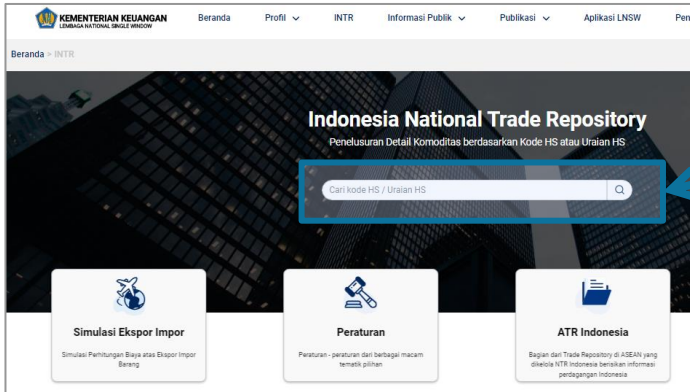 KEMENTERIAN KEUANGAN
LEMBAGA NATIONAL SINGLE WINDOW
Beranda Profil INTR Informasi Publik Publikasi Aplikasi LNSW Pen
Beranda > INTR
Indonesia National Trade Repository
Penelusuran Detail Komoditas berdasarkan Kode HS atau Uraian HS
Cari kode HS / Uraian HS
Simulasi Ekspor Impor
Simulasi Perhitungan Biaya atas Ekspor Impor
Barang
Peraturan
Peraturan - peraturan dari berbagai macam
tematik pilihan
ATR Indonesia
Bagian dari Trade Repository di ASEAN yang
dikelola NTR Indonesia berisikan informasi
perdagangan Indonesia